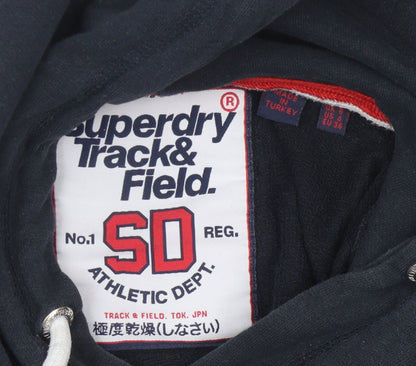 ®
Superdry
Track&
Field.
No.1 SD REG.
ATHLETIC DEPT.
TRACK & FIELD. TOK. JPN
極度乾燥(しなさい)
MADE
IN
TURKEY